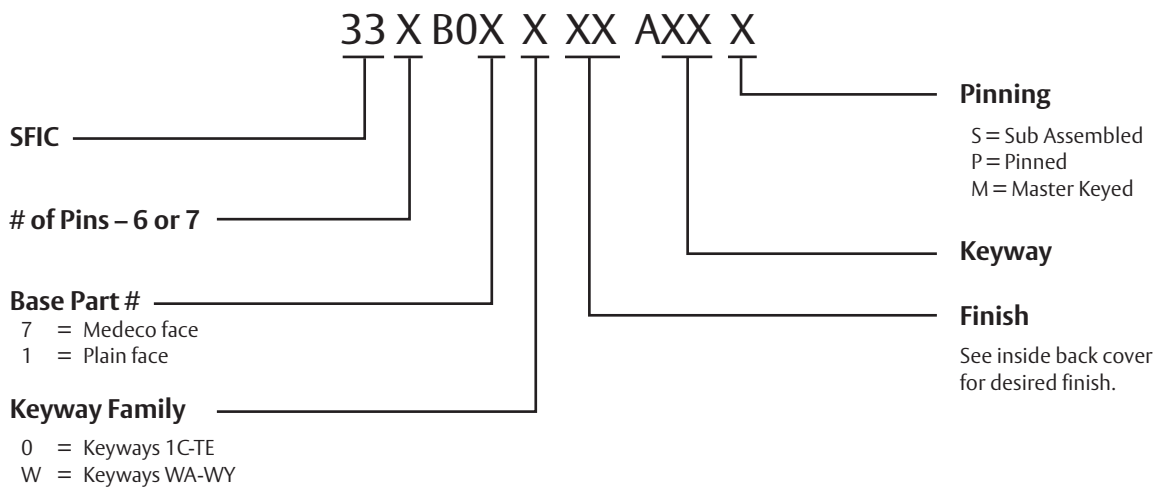 33 X B0X X XX AXX X
SFIC
# of Pins – 6 or 7
Base Part #
7 = Medeco face
1 = Plain face
Keyway Family
0 = Keyways 1C-TE
W = Keyways WA-WY
Pinning
S = Sub Assembled
P = Pinned
M = Master Keyed
Keyway
Finish
See inside back cover
for desired finish.